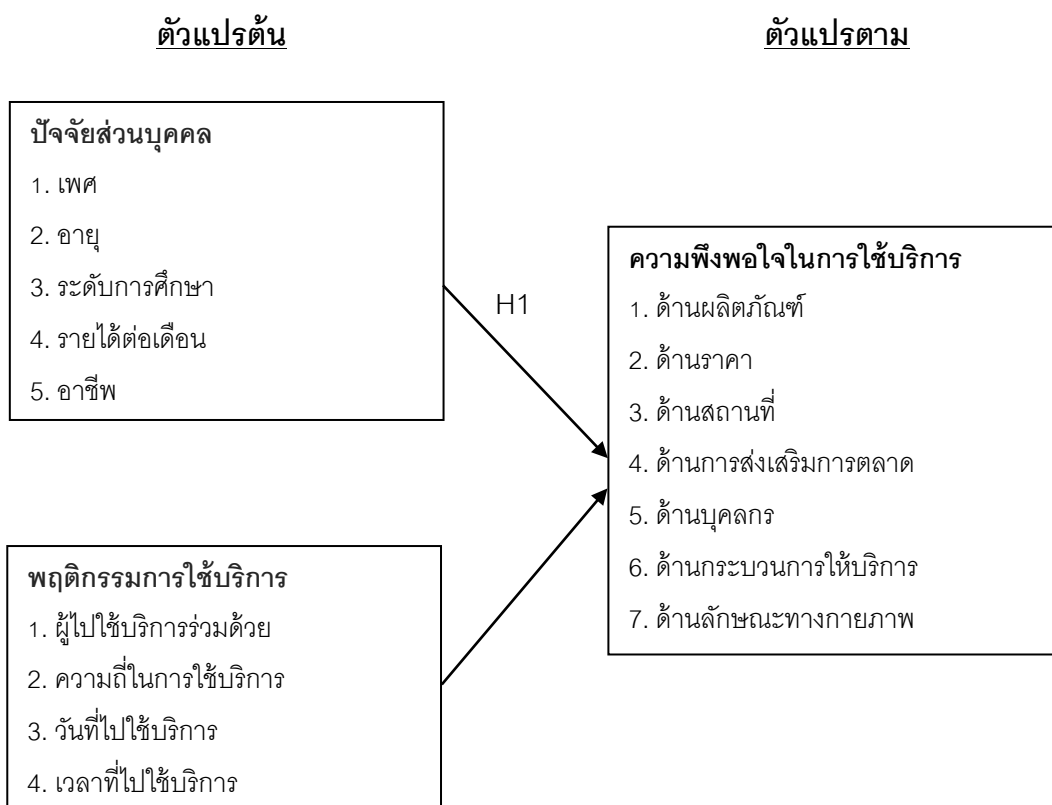 ตัวแปรต้น
ตัวแปรตาม
ปัจจัยส่วนบุคคล
1. เพศ
2. อายุ
3. ระดับการศึกษา
4. รายได้ต่อเดือน
5. อาชีพ
H1
ความพึงพอใจในการใช้บริการ
1. ด้านผลิตภัณฑ์
2. ด้านราคา
3. ด้านสถานที่
4. ด้านการส่งเสริมการตลาด
5. ด้านบุคลกร
6. ด้านกระบวนการให้บริการ
7. ด้านลักษณะทางกายภาพ
พฤติกรรมการใช้บริการ
1. ผู้ไปใช้บริการร่วมด้วย
2. ความถี่ในการใช้บริการ
3. วันที่ไปใช้บริการ
4. เวลาที่ไปใช้บริการ